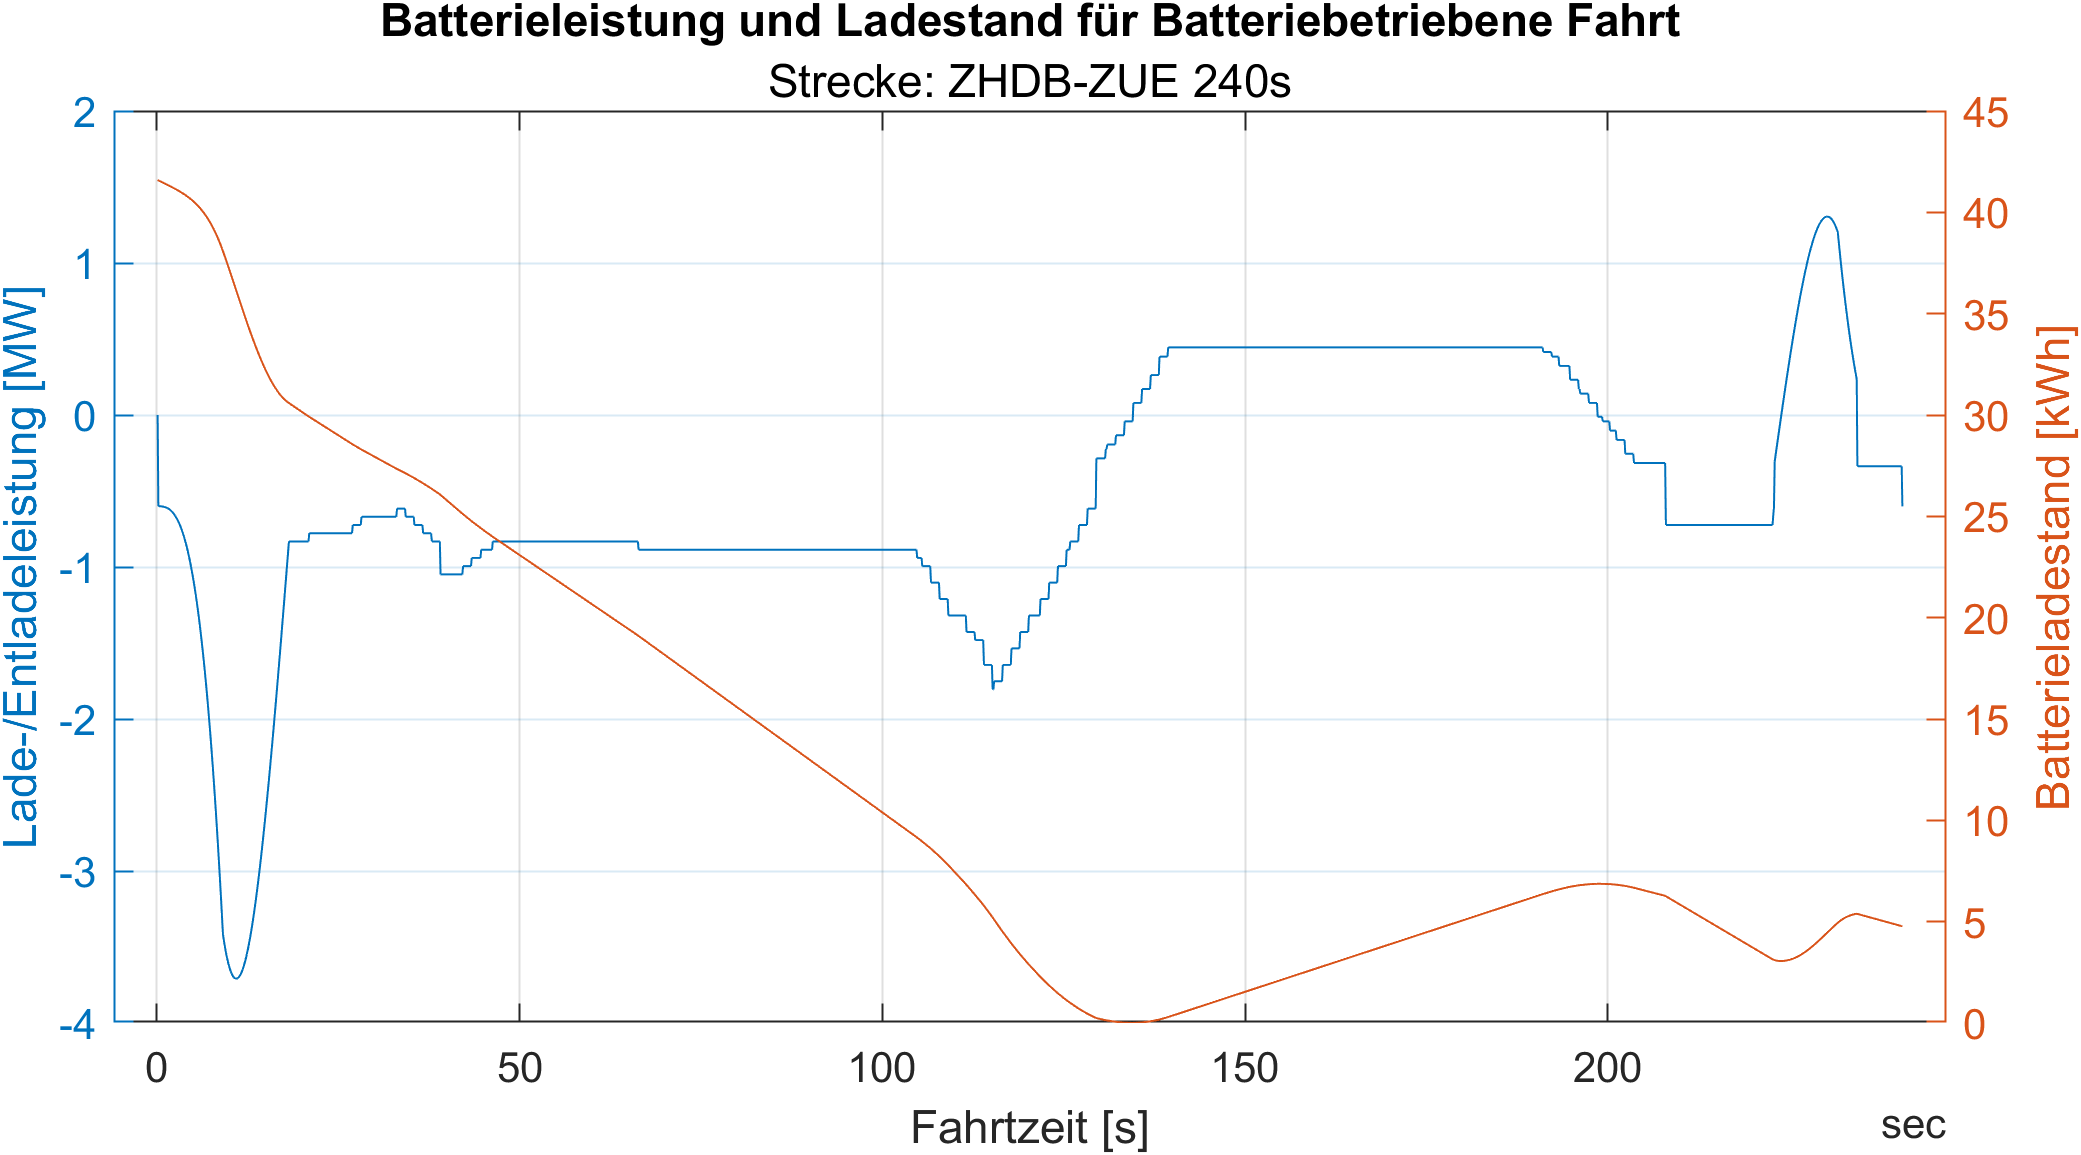 Batterieleistung und Ladestand für Batteriebetriebene Fahrt
Strecke: ZHDB-ZUE 240s
Lade-/Entladeleistung [MW]
2
1
0
-1
-2
-3
-4
45
40
35
30
25
20
15
10
5
0
Batterieladestand [kWh]
0 50 100 150 200
Fahrtzeit [s]
sec